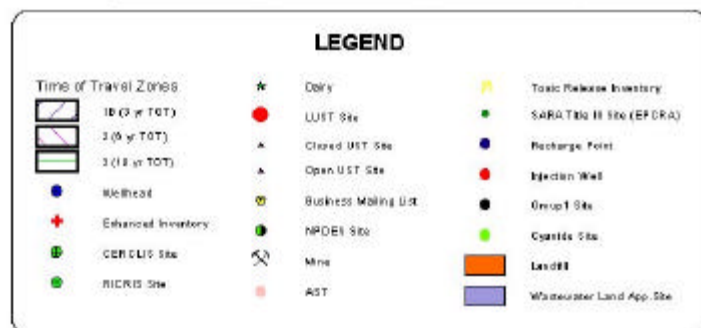 LEGEND
Time of Travel Zones
1B (3 yr TOT)
2 (6 yr TOT)
3 (10 yr TOT)
Wellhead
Enhanced Inventory
CERCLIS Site
RICRIS Site
Dairy
LUST Site
Closed UST Site
Open UST Site
Business Mailing List
NPDES Site
Mine
AST
Toxic Release Inventory
SARA Title III Site (EPCRA)
Recharge Point
Injection Well
Group1 Site
Cyanide Site
Landfill
Wastewater Land App. Site